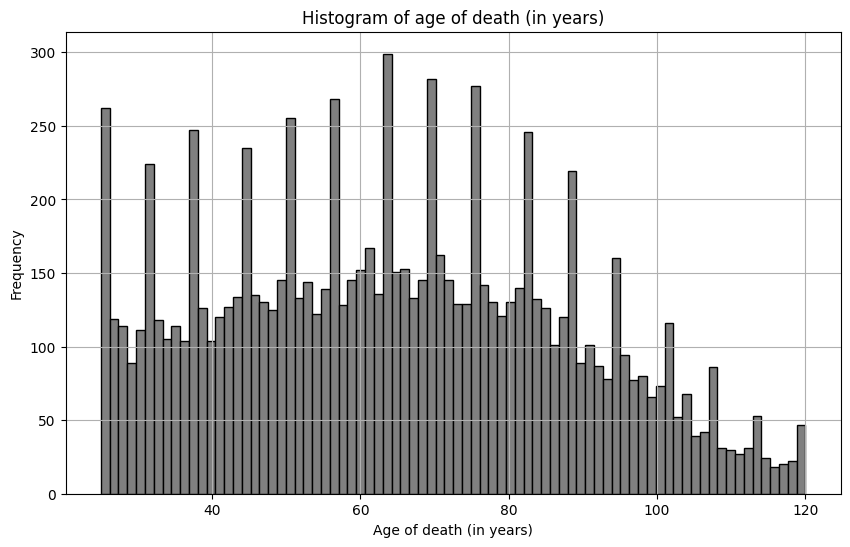 Histogram of age of death (in years)
300
250
200
150
100
50
0
Frequency
40 60 80 100 120
Age of death (in years)